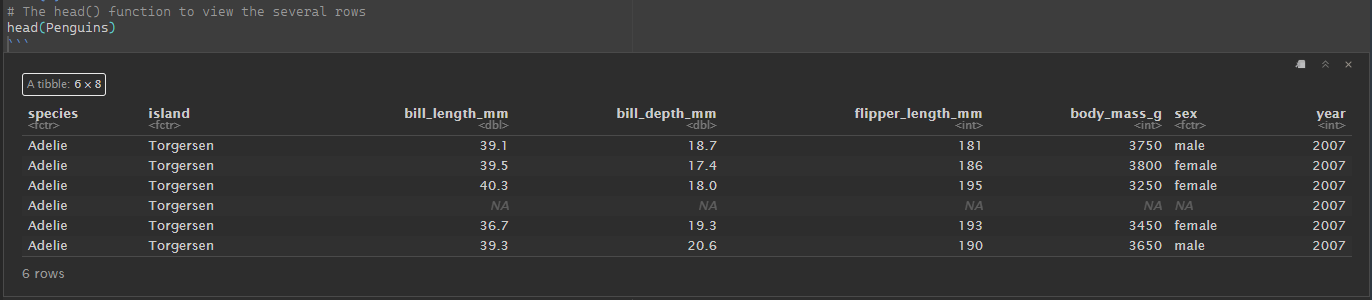 # The head() function to view the several rows
head(Penguins)
```
A tibble: 6 × 8
species island bill_length_mm bill_depth_mm flipper_length_mm body_mass_g sex year
<fctr> <fctr> <dbl> <dbl> <int> <int> <fctr> <int>
Adelie Torgersen 39.1 18.7 181 3750 male 2007
Adelie Torgersen 39.5 17.4 186 3800 female 2007
Adelie Torgersen 40.3 18.0 195 3250 female 2007
Adelie Torgersen NA NA NA NA NA 2007
Adelie Torgersen 36.7 19.3 193 3450 female 2007
Adelie Torgersen 39.3 20.6 190 3650 male 2007
6 rows